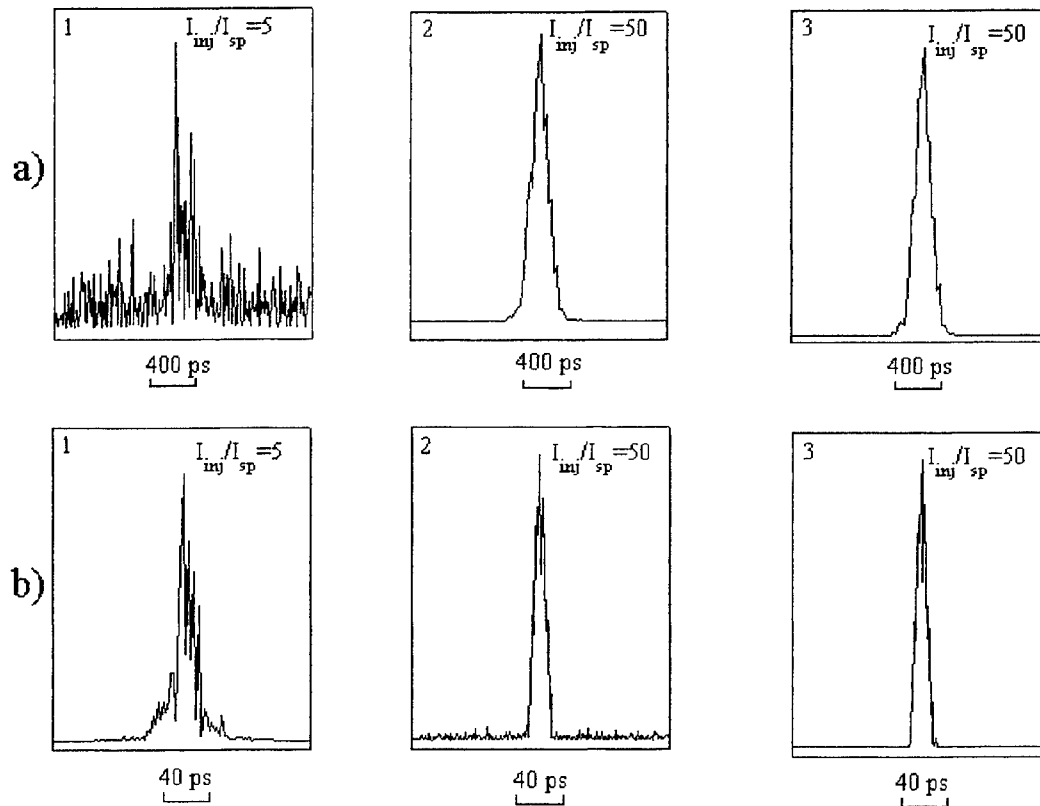 a)
1 I_inj/I_sp=5
2 I_inj/I_sp=50
3 I_inj/I_sp=50
400 ps
400 ps
400 ps
b)
1 I_inj/I_sp=5
2 I_inj/I_sp=50
3 I_inj/I_sp=50
40 ps
40 ps
40 ps